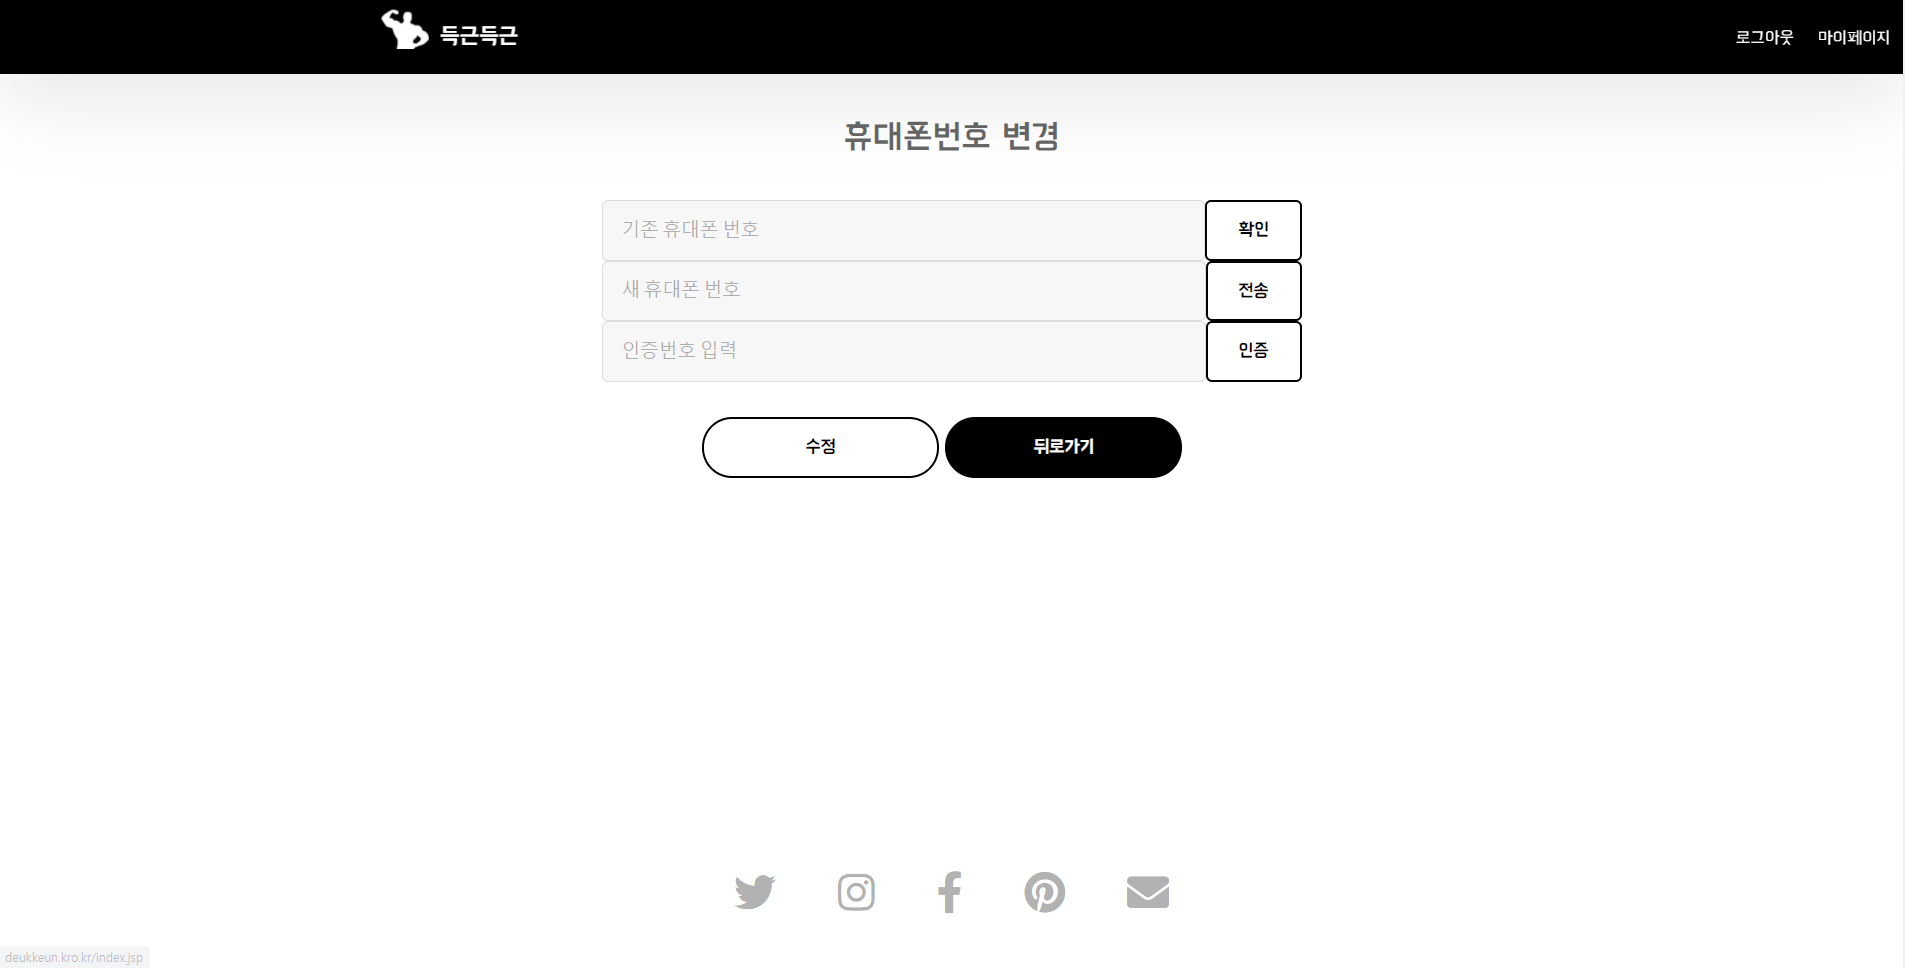 득근득근
로그아웃 마이페이지
휴대폰번호 변경
기존 휴대폰 번호 확인
새 휴대폰 번호 전송
인증번호 입력 인증
수정 뒤로가기
deukkeun.kro.kr/index.jsp